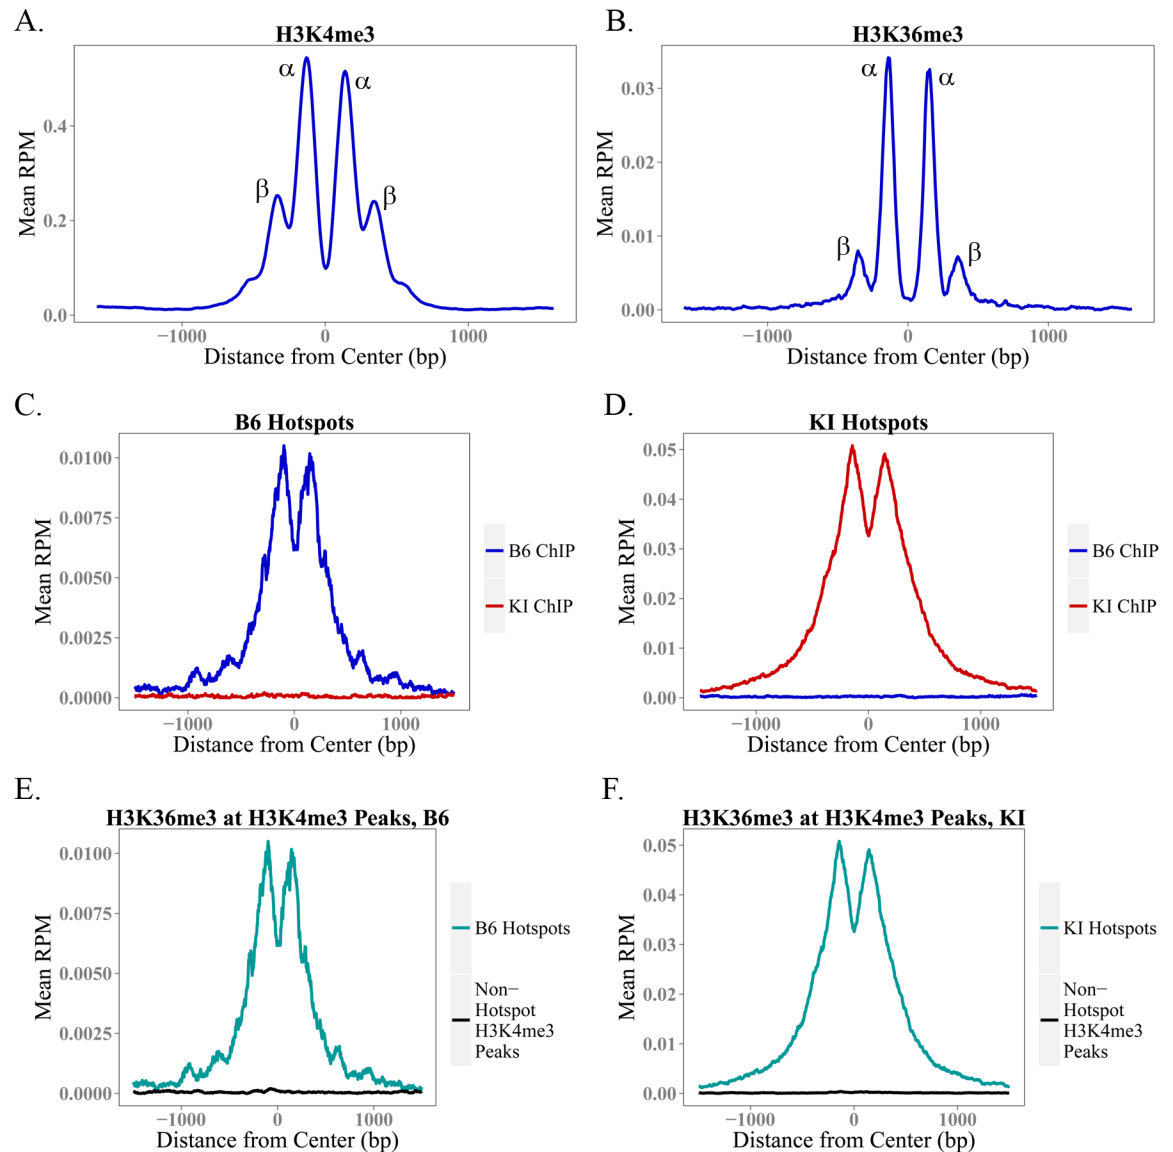 A.
H3K4me3
α
α
β
β
Mean RPM
0.4
0.2
0.0
−1000
0
1000
Distance from Center (bp)
B.
H3K36me3
α
α
β
β
Mean RPM
0.03
0.02
0.01
0.00
−1000
0
1000
Distance from Center (bp)
C.
B6 Hotspots
Mean RPM
0.0100
0.0075
0.0050
0.0025
0.0000
−1000
0
1000
Distance from Center (bp)
B6 ChIP
KI ChIP
D.
KI Hotspots
Mean RPM
0.05
0.04
0.03
0.02
0.01
0.00
−1000
0
1000
Distance from Center (bp)
B6 ChIP
KI ChIP
E.
H3K36me3 at H3K4me3 Peaks, B6
Mean RPM
0.0100
0.0075
0.0050
0.0025
0.0000
−1000
0
1000
Distance from Center (bp)
B6 Hotspots
Non−
Hotspot
H3K4me3
Peaks
F.
H3K36me3 at H3K4me3 Peaks, KI
Mean RPM
0.05
0.04
0.03
0.02
0.01
0.00
−1000
0
1000
Distance from Center (bp)
KI Hotspots
Non−
Hotspot
H3K4me3
Peaks